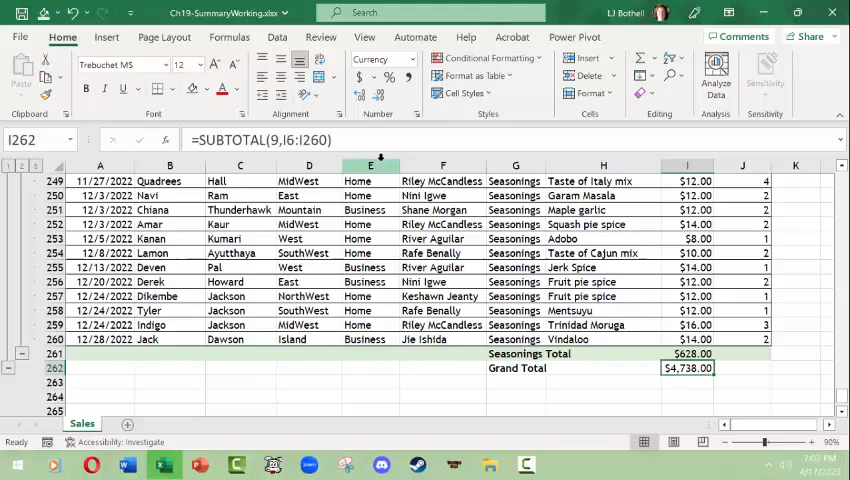 Ch19-SummaryWorking.xlsx
Search
LJ Bothell
File Home Insert Page Layout Formulas Data Review View Automate Help Acrobat Power Pivot Comments Share
Trebuchet MS 12 Currency Conditional Formatting Insert
Paste B I U $ % , Format as Table Delete Analyze Data Sensitivity
Cell Styles Format
Clipboard Font Alignment Number Styles Cells Editing Analysis Sensitivity
I262 fx =SUBTOTAL(9,I6:I260)
1 2 3 A B C D E F G H I J K
249 11/27/2022 Quadrees Hall MidWest Home Riley McCandless Seasonings Taste of Italy mix $12.00 4
250 12/3/2022 Navi Ram East Home Nini Igwe Seasonings Garam Masala $12.00 2
251 12/3/2022 Chiana Thunderhawk Mountain Business Shane Morgan Seasonings Maple garlic $12.00 2
252 12/3/2022 Amar Kaur MidWest Home Riley McCandless Seasonings Squash pie spice $14.00 2
253 12/5/2022 Kanan Kumari West Home River Aguilar Seasonings Adobo $8.00 1
254 12/8/2022 Lamon Ayutthaya SouthWest Home Rafe Benally Seasonings Taste of Cajun mix $10.00 2
255 12/13/2022 Deven Pal West Business River Aguilar Seasonings Jerk Spice $12.00 1
256 12/20/2022 Derek Howard East Business Nini Igwe Seasonings Fruit pie spice $12.00 2
257 12/24/2022 Dikembe Jackson NorthWest Home Keshawn Jeanty Seasonings Fruit pie spice $12.00 1
258 12/24/2022 Tyler Jackson SouthWest Home Rafe Benally Seasonings Mentsuyu $12.00 1
259 12/24/2022 Indigo Jackson MidWest Home Riley McCandless Seasonings Trinidad Moruga $16.00 3
260 12/28/2022 Jack Dawson Island Business Jie Ishida Seasonings Vindaloo $14.00 2
261 Seasonings Total $628.00
262 Grand Total $4,738.00
263
264
265
Sales
Ready Accessibility: Investigate 90%
7:02 PM
4/17/2023